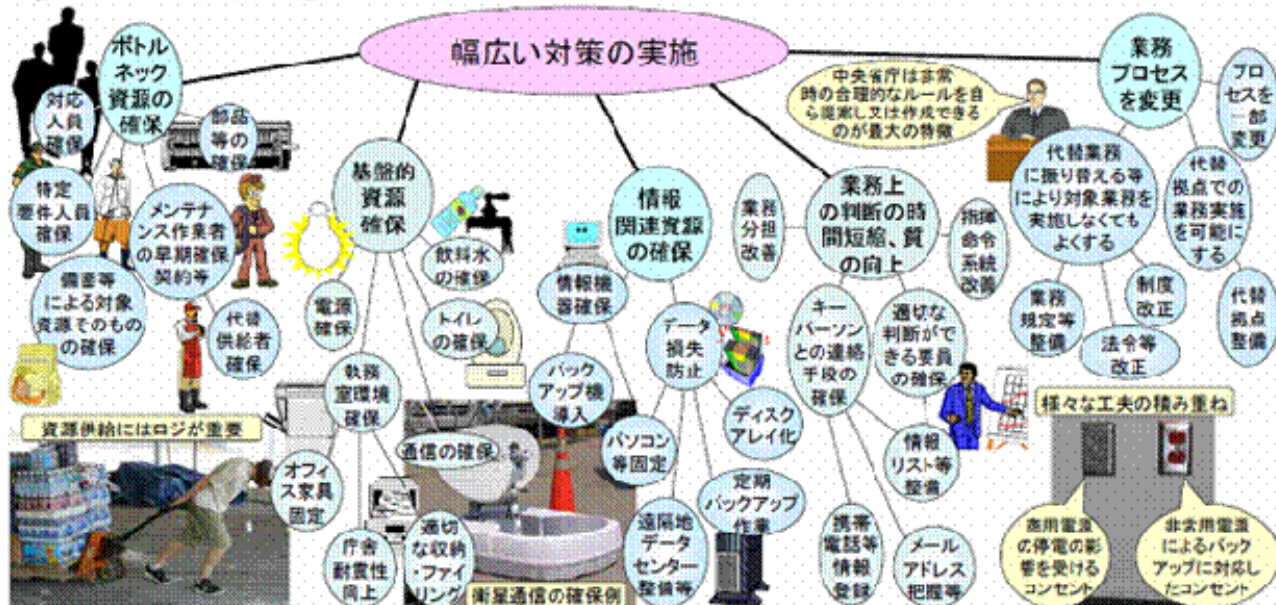 幅広い対策の実施
ボトル
ネック
資源の
確保
対応
人員
確保
部品
等の
確保
特定
要件人員
確保
メンテナ
ンス作業者
の早期確保
契約等
備蓄等
による対象
資源そのもの
の確保
代替
供給者
確保
資源供給にはロジが重要
基盤的
資源
確保
電源
確保
飲料水
の確保
トイレ
の確保
執務
室環境
確保
通信の確保
オフィ
ス家具
固定
庁舎
耐震性
向上
適切
な収納
・ファイ
リング
衛星通信の確保例
情報
関連資源
の確保
情報機
器確保
バック
アップ機
導入
パソコン
等固定
データ
損失
防止
ディスク
アレイ化
定期
バックアップ
作業
遠隔地
データ
センター
整備等
業務上
の判断の時
間短縮、質
の向上
業務
分担
改善
指揮
命令
系統
改善
キー
パーソン
との連絡
手段の
確保
適切な
判断がで
きる要員
の確保
情報
リスト等
整備
携帯
電話等
情報
登録
メール
アドレス
把握等
中央省庁は非常
時の合理的なルールを自
ら提案し又は作成できる
のが最大の特徴
業務
プロセス
を変更
プロ
セスを
一部
変更
代替業務
に振り替える等
により対象業務を
実施しなくても
よくする
代替
拠点での
業務実施
を可能にす
る
業務
規定等
整備
制度
改正
法令等
改正
代替
拠点
整備
様々な工夫の積み重ね
商用電源
の停電の影
響を受ける
コンセント
非常用電源
によるバック
アップに対応し
たコンセント